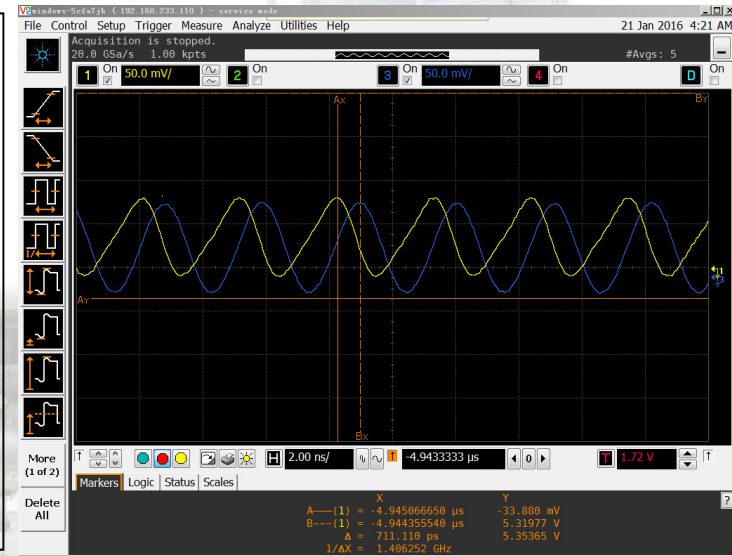 windows-5cfa7jb ( 192.168.233.110 ) - service mode
File Control Setup Trigger Measure Analyze Utilities Help 21 Jan 2016 4:21 AM
Acquisition is stopped.
20.0 GSa/s 1.00 kpts #Avgs: 5
1 On 50.0 mV/ 2 On 3 On 50.0 mV/ 4 On D On
Ax By
1/
Ay
1
3
Bx
More
(1 of 2)
H 2.00 ns/ -4.9433333 µs 0 T 1.72 V
Markers Logic Status Scales
Delete
All
X Y
A——(1) = -4.945066650 µs -33.880 mV
B---(1) = -4.944355540 µs 5.31977 V
Δ = 711.110 ps 5.35365 V
1/ΔX = 1.406252 GHz
?